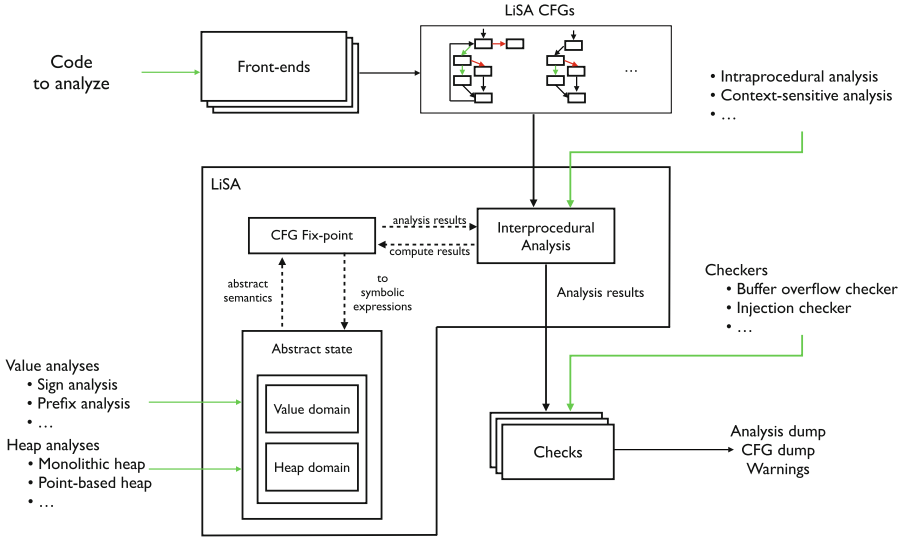 LiSA CFGs
Code
to analyze
Front-ends
...
• Intraprocedural analysis
• Context-sensitive analysis
• ...
LiSA
CFG Fix-point
analysis results
compute results
Interprocedural
Analysis
abstract
semantics
to
symbolic
expressions
Analysis results
Checkers
• Buffer overflow checker
• Injection checker
• ...
Abstract state
Value domain
Heap domain
Value analyses
• Sign analysis
• Prefix analysis
• ...
Heap analyses
• Monolithic heap
• Point-based heap
• ...
Checks
Analysis dump
CFG dump
Warnings